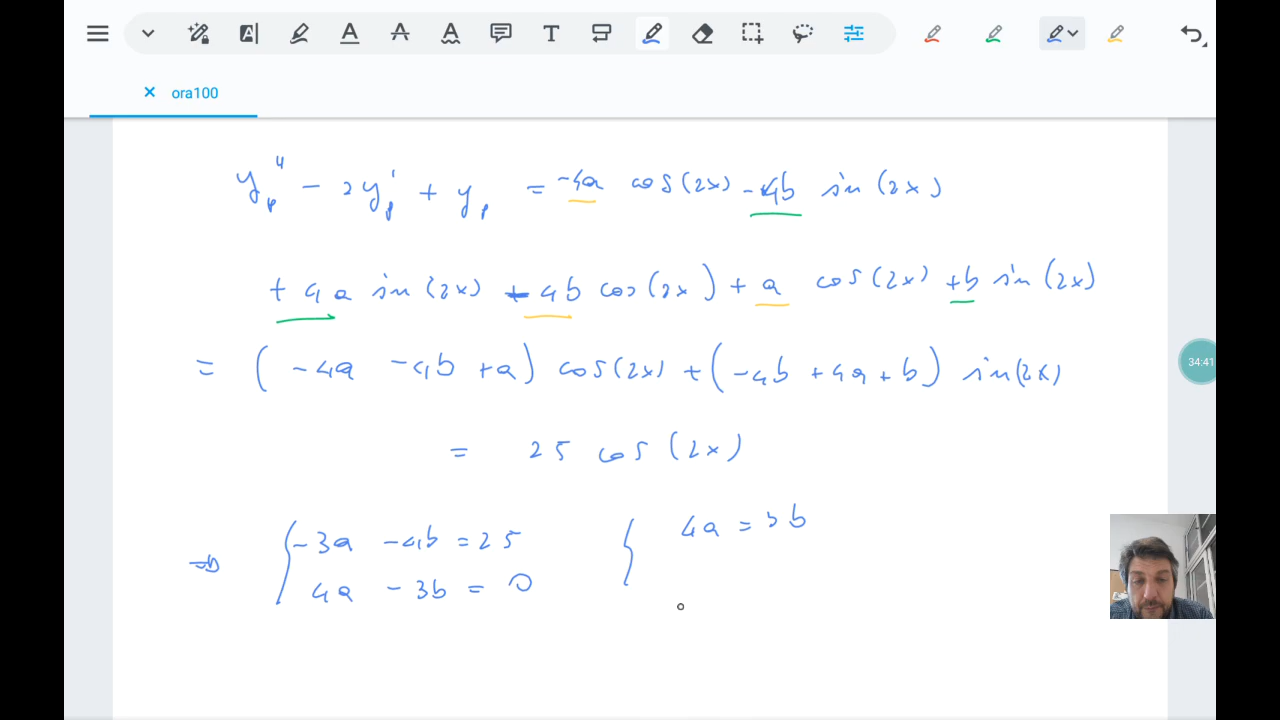 ora100
y_p'' - 2y_p' + y_p = -4a cos(2x) -4b sin(2x)
+ 4a sin(2x) - 4b cos(2x) + a cos(2x) + b sin(2x)
= (-4a -4b +a) cos(2x) + (-4b +4a + b) sin(2x)
34:41
= 25 cos(2x)
⇒ { -3a -4b = 25 { 4a = 3b
4a - 3b = 0